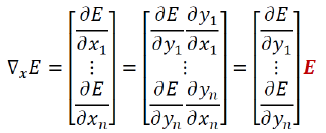 ∇ₓE = [∂E/∂x₁ ⋮ ∂E/∂xₙ] = [∂E/∂y₁ ∂y₁/∂x₁ ⋮ ∂E/∂yₙ ∂yₙ/∂xₙ] = [∂E/∂y₁ ⋮ ∂E/∂yₙ] E